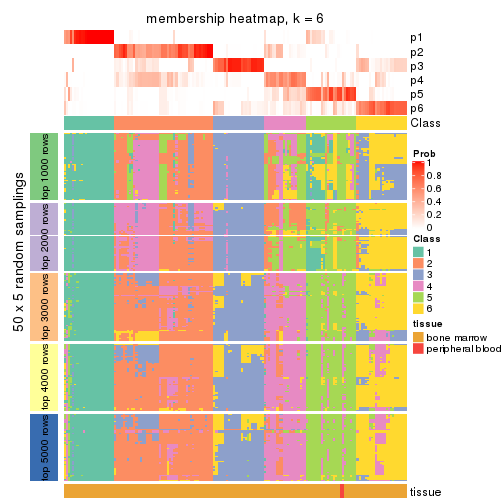 membership heatmap, k = 6
p1
p2
p3
p4
p5
p6
Class
50 x 5 random samplings
top 1000 rows
top 2000 rows
top 3000 rows
top 4000 rows
top 5000 rows
Prob
1
0.8
0.6
0.4
0.2
0
Class
1
2
3
4
5
6
tissue
bone marrow
peripheral blood
tissue